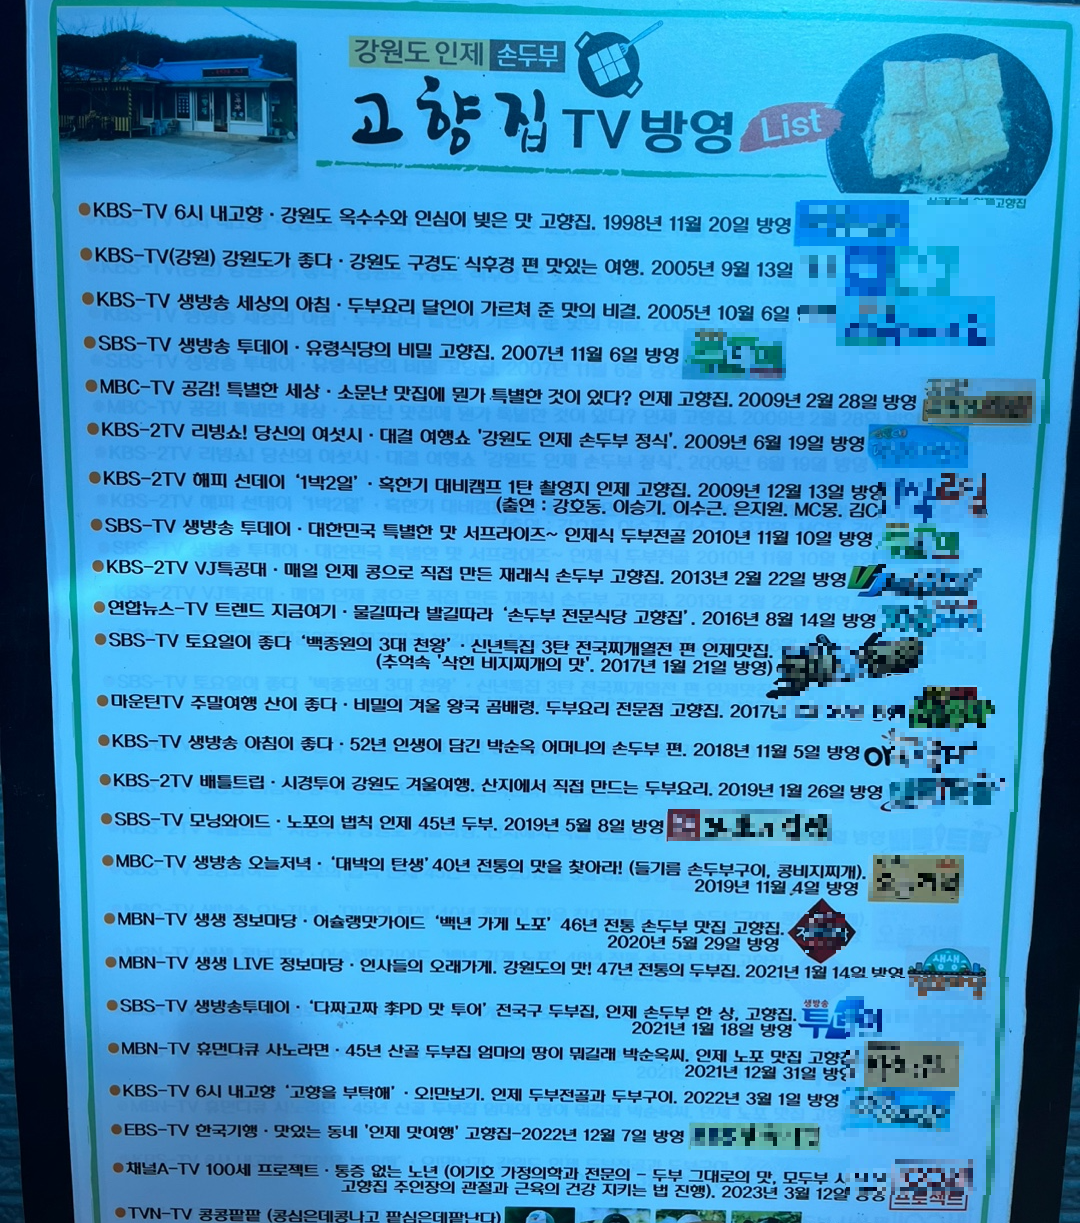 강원도 인제 손두부
고향집 TV 방영 List
KBS-TV 6시 내고향 · 강원도 옥수수와 인심이 빚은 맛 고향집. 1998년 11월 20일 방영
KBS-TV(강원) 강원도가 좋다 · 강원도 구경도 식후경 편 맛있는 여행. 2005년 9월 13일
KBS-TV 생방송 세상의 아침 · 두부요리 달인이 가르쳐 준 맛의 비결. 2005년 10월 6일
SBS-TV 생방송 투데이 · 유령식당의 비밀 고향집. 2007년 11월 6일 방영
MBC-TV 공감! 특별한 세상 · 소문난 맛집에 뭔가 특별한 것이 있다? 인제 고향집. 2009년 2월 28일 방영
KBS-2TV 리빙쇼! 당신의 여섯시 · 대결 여행쇼 '강원도 인제 손두부 정식'. 2009년 6월 19일 방영
KBS-2TV 해피 선데이 '1박2일' · 혹한기 대비캠프 1탄 촬영지 인제 고향집. 2009년 12월 13일 방영
(출연 : 강호동. 이승기. 이수근. 은지원. MC몽. 김C
SBS-TV 생방송 투데이 · 대한민국 특별한 맛 서프라이즈~ 인제식 두부전골 2010년 11월 10일 방영
KBS-2TV VJ특공대 · 매일 인제 콩으로 직접 만든 재래식 손두부 고향집. 2013년 2월 22일 방영
연합뉴스-TV 트렌드 지금여기 · 물길따라 발길따라 '손두부 전문식당 고향집'. 2016년 8월 14일 방영
SBS-TV 토요일이 좋다 '백종원의 3대 천왕' · 신년특집 3탄 전국찌개열전 편 인제맛집.
(추억속 '삭힌 비지찌개의 맛'. 2017년 1월 21일 방영)
마운틴TV 주말여행 산이 좋다 · 비밀의 겨울 왕국 곰배령. 두부요리 전문점 고향집. 2017년
KBS-TV 생방송 아침이 좋다 · 52년 인생이 담긴 박순옥 어머니의 손두부 편. 2018년 11월 5일 방영
KBS-2TV 배틀트립 · 시경투어 강원도 겨울여행. 산지에서 직접 만드는 두부요리. 2019년 1월 26일 방영
SBS-TV 모닝와이드 · 노포의 법칙 인제 45년 두부. 2019년 5월 8일 방영
MBC-TV 생방송 오늘저녁 · '대박의 탄생' 40년 전통의 맛을 찾아라! (들기름 손두부구이, 콩비지찌개).
2019년 11월 4일 방영
MBN-TV 생생 정보마당 · 어슐랭맛가이드 '백년 가게 노포' 46년 전통 손두부 맛집 고향집.
2020년 5월 29일 방영
MBN-TV 생생 LIVE 정보마당 · 인사들의 오래가게. 강원도의 맛! 47년 전통의 두부집. 2021년 1월 14일 방영
생생
SBS-TV 생방송투데이 · '다짜고짜 李PD 맛 투어' 전국구 두부집, 인제 손두부 한 상, 고향집.
2021년 1월 18일 방영
생방송
MBN-TV 휴먼다큐 사노라면 · 45년 산골 두부집 엄마의 땅이 뭐길래 박순옥씨. 인제 노포 맛집 고향집
2021년 12월 31일 방영
KBS-TV 6시 내고향 '고향을 부탁해' · 오!만보기. 인제 두부전골과 두부구이. 2022년 3월 1일 방영
EBS-TV 한국기행 · 맛있는 동네 '인제 맛여행' 고향집-2022년 12월 7일 방영
채널A-TV 100세 프로젝트 · 통증 없는 노년 (이기호 가정의학과 전문의 - 두부 그대로의 맛, 모두부
고향집 주인장의 관절과 근육의 건강 지키는 법 진행). 2023년 3월 12일 방송
프로젝트
TVN-TV 콩콩팥팥 (콩심은데콩나고 팥심은데팥난다)